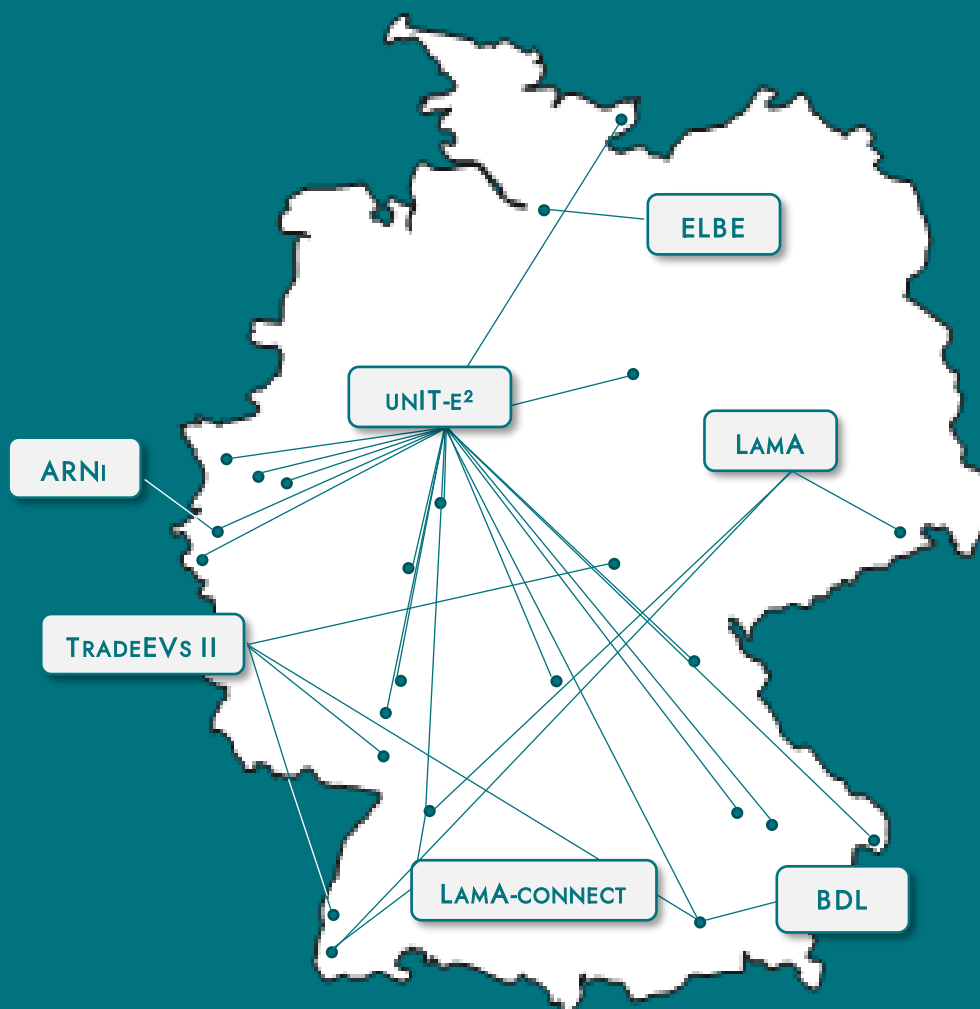 ELBE
unIT-e²
LamA
ARNi
TradeEVs II
LamA-connect
BDL